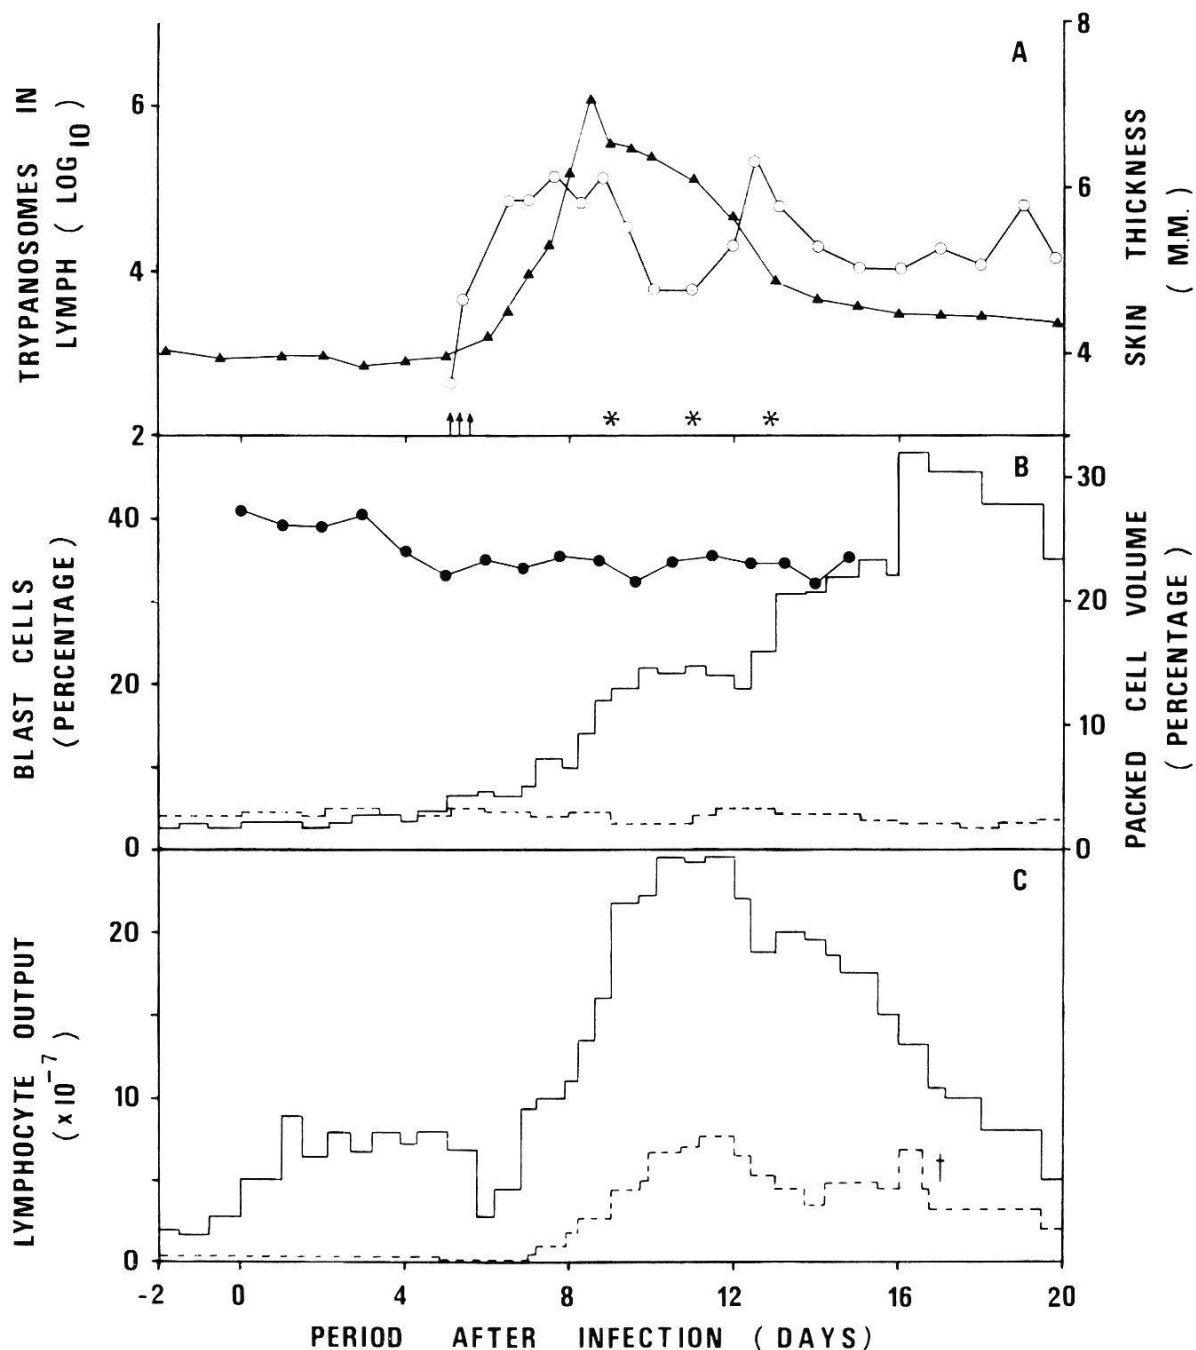 A
TRYPANOSOMES IN
LYMPH ( LOG10 )
6
4
2
8
6
4
SKIN THICKNESS
( M.M. )
* * *
B
BLAST CELLS
(PERCENTAGE)
40
20
0
30
20
10
0
PACKED CELL VOLUME
( PERCENTAGE )
C
LYMPHOCYTE OUTPUT
(x10-7)
20
10
0
†
-2 0 4 8 12 16 20
PERIOD AFTER INFECTION ( DAYS )